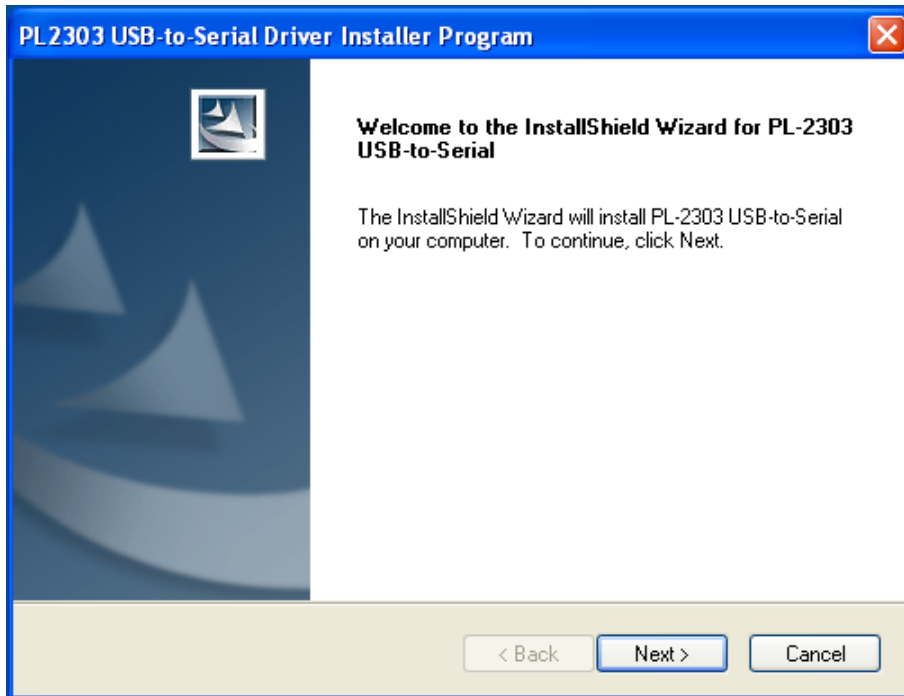 PL2303 USB-to-Serial Driver Installer Program
Welcome to the InstallShield Wizard for PL-2303
USB-to-Serial
The InstallShield Wizard will install PL-2303 USB-to-Serial
on your computer.  To continue, click Next.
< Back
Next >
Cancel